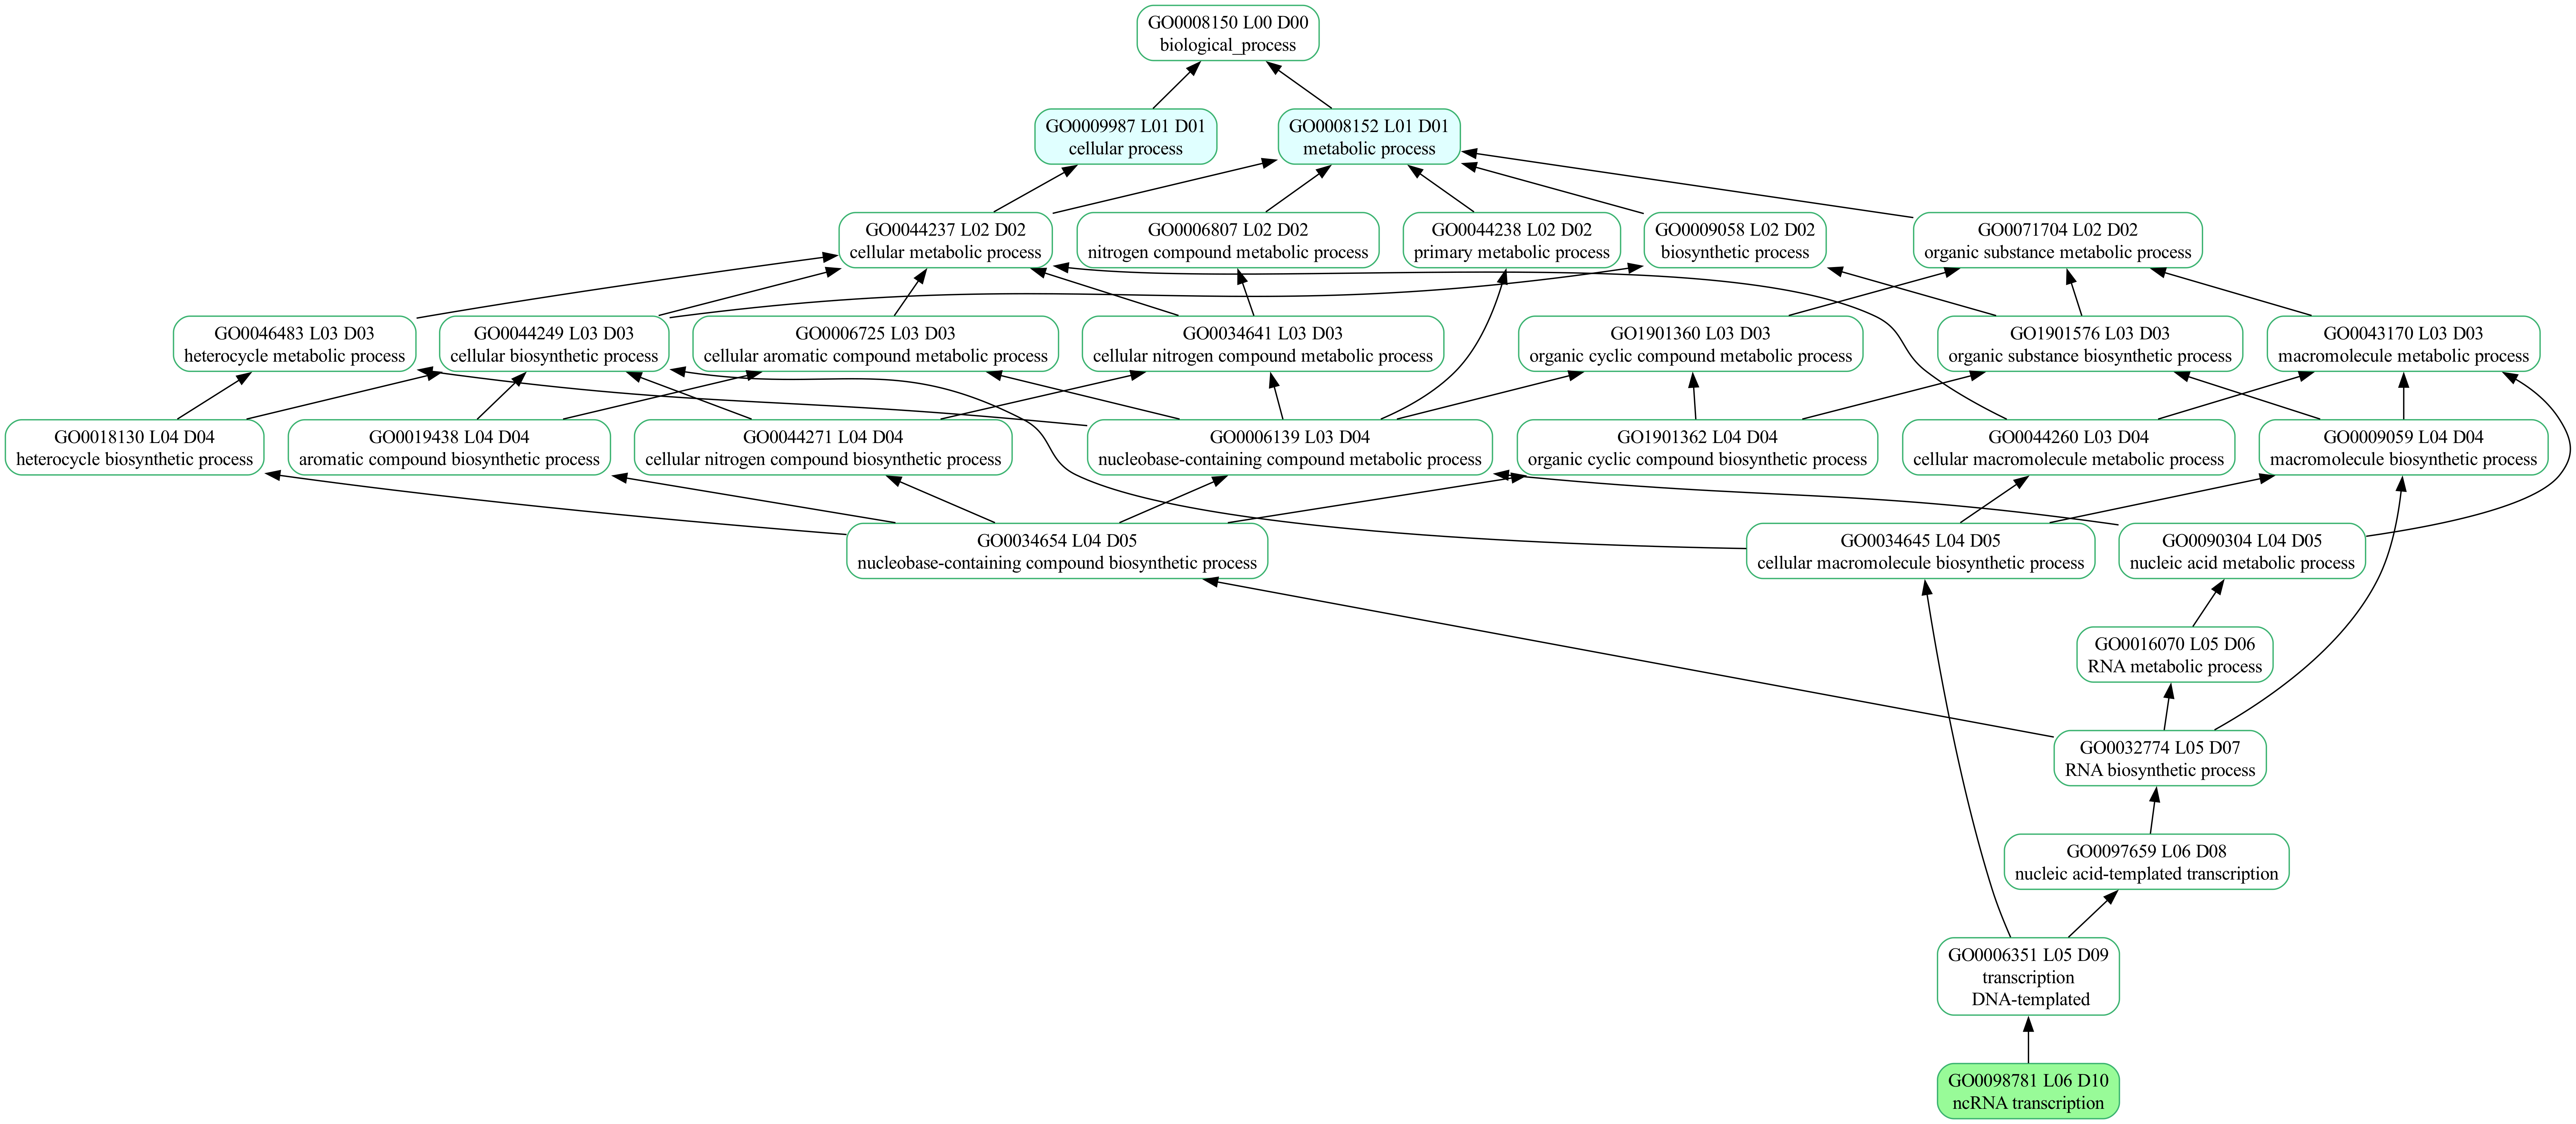 GO0008150 L00 D00
biological_process
GO0009987 L01 D01
cellular process
GO0008152 L01 D01
metabolic process
GO0044237 L02 D02
cellular metabolic process
GO0006807 L02 D02
nitrogen compound metabolic process
GO0044238 L02 D02
primary metabolic process
GO0009058 L02 D02
biosynthetic process
GO0071704 L02 D02
organic substance metabolic process
GO0046483 L03 D03
heterocycle metabolic process
GO0044249 L03 D03
cellular biosynthetic process
GO0006725 L03 D03
cellular aromatic compound metabolic process
GO0034641 L03 D03
cellular nitrogen compound metabolic process
GO1901360 L03 D03
organic cyclic compound metabolic process
GO1901576 L03 D03
organic substance biosynthetic process
GO0043170 L03 D03
macromolecule metabolic process
GO0018130 L04 D04
heterocycle biosynthetic process
GO0019438 L04 D04
aromatic compound biosynthetic process
GO0044271 L04 D04
cellular nitrogen compound biosynthetic process
GO0006139 L03 D04
nucleobase-containing compound metabolic process
GO1901362 L04 D04
organic cyclic compound biosynthetic process
GO0044260 L03 D04
cellular macromolecule metabolic process
GO0009059 L04 D04
macromolecule biosynthetic process
GO0034654 L04 D05
nucleobase-containing compound biosynthetic process
GO0034645 L04 D05
cellular macromolecule biosynthetic process
GO0090304 L04 D05
nucleic acid metabolic process
GO0016070 L05 D06
RNA metabolic process
GO0032774 L05 D07
RNA biosynthetic process
GO0097659 L06 D08
nucleic acid-templated transcription
GO0006351 L05 D09
transcription
DNA-templated
GO0098781 L06 D10
ncRNA transcription